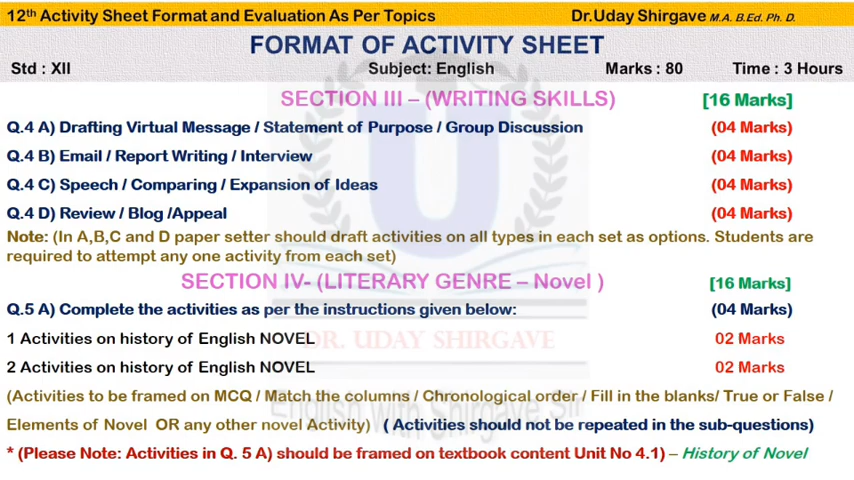 12th Activity Sheet Format and Evaluation As Per Topics Dr.Uday Shirgave M.A. B.Ed. Ph. D.
FORMAT OF ACTIVITY SHEET
Std : XII Subject: English Marks : 80 Time : 3 Hours
SECTION III – (WRITING SKILLS) [16 Marks]
Q.4 A) Drafting Virtual Message / Statement of Purpose / Group Discussion (04 Marks)
Q.4 B) Email / Report Writing / Interview (04 Marks)
Q.4 C) Speech / Comparing / Expansion of Ideas (04 Marks)
Q.4 D) Review / Blog /Appeal (04 Marks)
Note: (In A,B,C and D paper setter should draft activities on all types in each set as options. Students are
required to attempt any one activity from each set)
SECTION IV- (LITERARY GENRE – Novel ) [16 Marks]
Q.5 A) Complete the activities as per the instructions given below: (04 Marks)
1 Activities on history of English NOVEL 02 Marks
DR. UDAY SHIRGAVE
2 Activities on history of English NOVEL 02 Marks
(Activities to be framed on MCQ / Match the columns / Chronological order / Fill in the blanks/ True or False /
English with Shirgave Sir
Elements of Novel OR any other novel Activity) ( Activities should not be repeated in the sub-questions)
* (Please Note: Activities in Q. 5 A) should be framed on textbook content Unit No 4.1) – History of Novel